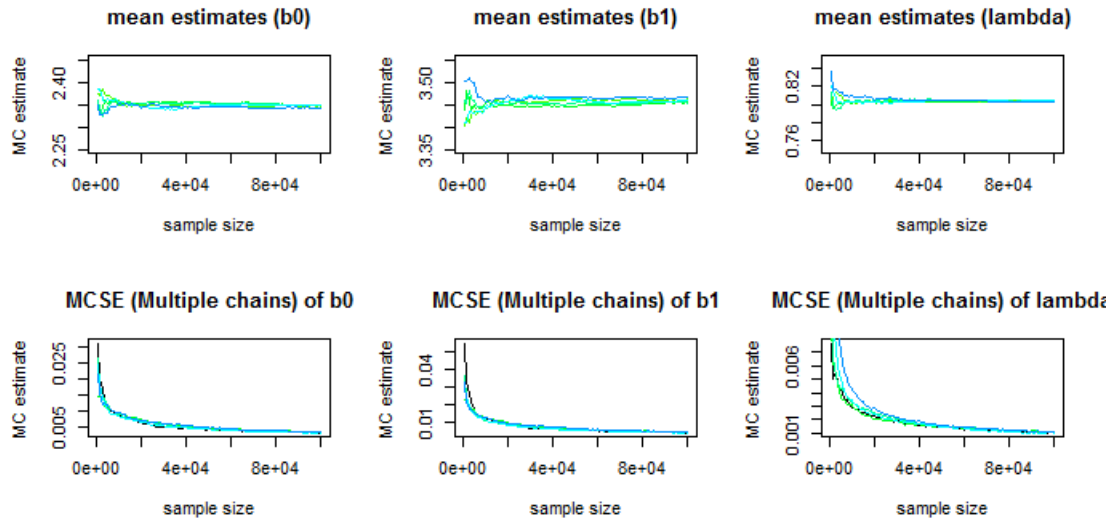 mean estimates (b0)
MC estimate
2.25
2.40
0e+00
4e+04
8e+04
sample size
mean estimates (b1)
MC estimate
3.35
3.50
0e+00
4e+04
8e+04
sample size
mean estimates (lambda)
MC estimate
0.76
0.82
0e+00
4e+04
8e+04
sample size
MCSE (Multiple chains) of b0
MC estimate
0.005
0.025
0e+00
4e+04
8e+04
sample size
MCSE (Multiple chains) of b1
MC estimate
0.01
0.04
0e+00
4e+04
8e+04
sample size
MCSE (Multiple chains) of lambda
MC estimate
0.001
0.006
0e+00
4e+04
8e+04
sample size